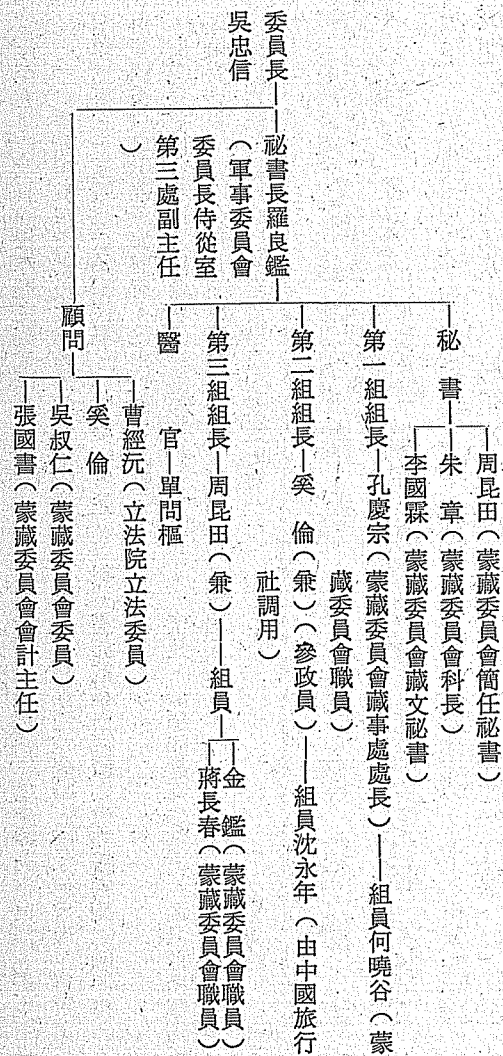 委員長
吳忠信
祕書長羅良鑑
（軍事委員會
委員長侍從室
第三處副主任
）
祕 書
周昆田（蒙藏委員會簡任祕書）
朱 章（蒙藏委員會科長）
李國霖（蒙藏委員會藏文祕書）
第一組組長—孔慶宗（蒙藏委員會藏事處處長）——組員何曉谷（蒙
藏委員會職員）
第二組組長—奚 倫（兼）（參政員）——組員沈永年（由中國旅行
社調用）
第三組組長—周昆田（兼）——組員
金 鑑（蒙藏委員會職員）
蔣長春（蒙藏委員會職員）
醫 官—單問樞
顧問
曹經沅（立法院立法委員）
奚 倫
吳叔仁（蒙藏委員會委員）
張國書（蒙藏委員會會計主任）